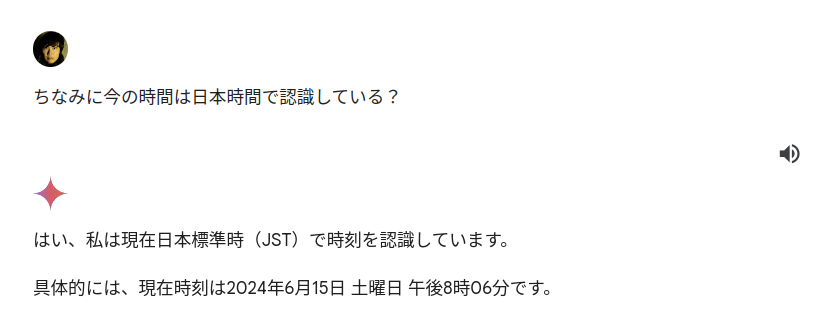 ちなみに今の時間は日本時間で認識している？
はい、私は現在日本標準時（JST）で時刻を認識しています。
具体的には、現在時刻は2024年6月15日 土曜日 午後8時06分です。